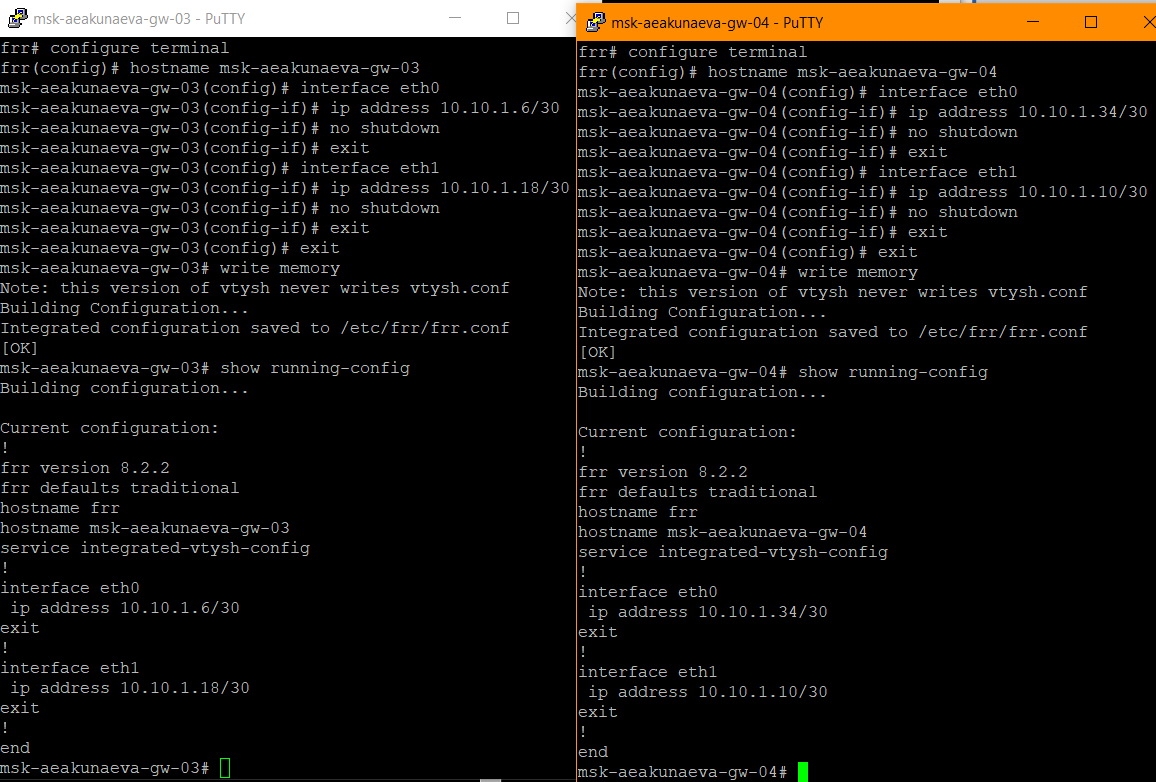 msk-aeakunaeva-gw-03 - PuTTY
frr# configure terminal
frr(config)# hostname msk-aeakunaeva-gw-03
msk-aeakunaeva-gw-03(config)# interface eth0
msk-aeakunaeva-gw-03(config-if)# ip address 10.10.1.6/30
msk-aeakunaeva-gw-03(config-if)# no shutdown
msk-aeakunaeva-gw-03(config-if)# exit
msk-aeakunaeva-gw-03(config)# interface eth1
msk-aeakunaeva-gw-03(config-if)# ip address 10.10.1.18/30
msk-aeakunaeva-gw-03(config-if)# no shutdown
msk-aeakunaeva-gw-03(config-if)# exit
msk-aeakunaeva-gw-03(config)# exit
msk-aeakunaeva-gw-03# write memory
Note: this version of vtysh never writes vtysh.conf
Building Configuration...
Integrated configuration saved to /etc/frr/frr.conf
[OK]
msk-aeakunaeva-gw-03# show running-config
Building configuration...

Current configuration:
!
frr version 8.2.2
frr defaults traditional
hostname frr
hostname msk-aeakunaeva-gw-03
service integrated-vtysh-config
!
interface eth0
 ip address 10.10.1.6/30
exit
!
interface eth1
 ip address 10.10.1.18/30
exit
!
end
msk-aeakunaeva-gw-03#
msk-aeakunaeva-gw-04 - PuTTY
frr# configure terminal
frr(config)# hostname msk-aeakunaeva-gw-04
msk-aeakunaeva-gw-04(config)# interface eth0
msk-aeakunaeva-gw-04(config-if)# ip address 10.10.1.34/30
msk-aeakunaeva-gw-04(config-if)# no shutdown
msk-aeakunaeva-gw-04(config-if)# exit
msk-aeakunaeva-gw-04(config)# interface eth1
msk-aeakunaeva-gw-04(config-if)# ip address 10.10.1.10/30
msk-aeakunaeva-gw-04(config-if)# no shutdown
msk-aeakunaeva-gw-04(config-if)# exit
msk-aeakunaeva-gw-04(config)# exit
msk-aeakunaeva-gw-04# write memory
Note: this version of vtysh never writes vtysh.conf
Building Configuration...
Integrated configuration saved to /etc/frr/frr.conf
[OK]
msk-aeakunaeva-gw-04# show running-config
Building configuration...

Current configuration:
!
frr version 8.2.2
frr defaults traditional
hostname frr
hostname msk-aeakunaeva-gw-04
service integrated-vtysh-config
!
interface eth0
 ip address 10.10.1.34/30
exit
!
interface eth1
 ip address 10.10.1.10/30
exit
!
end
msk-aeakunaeva-gw-04#